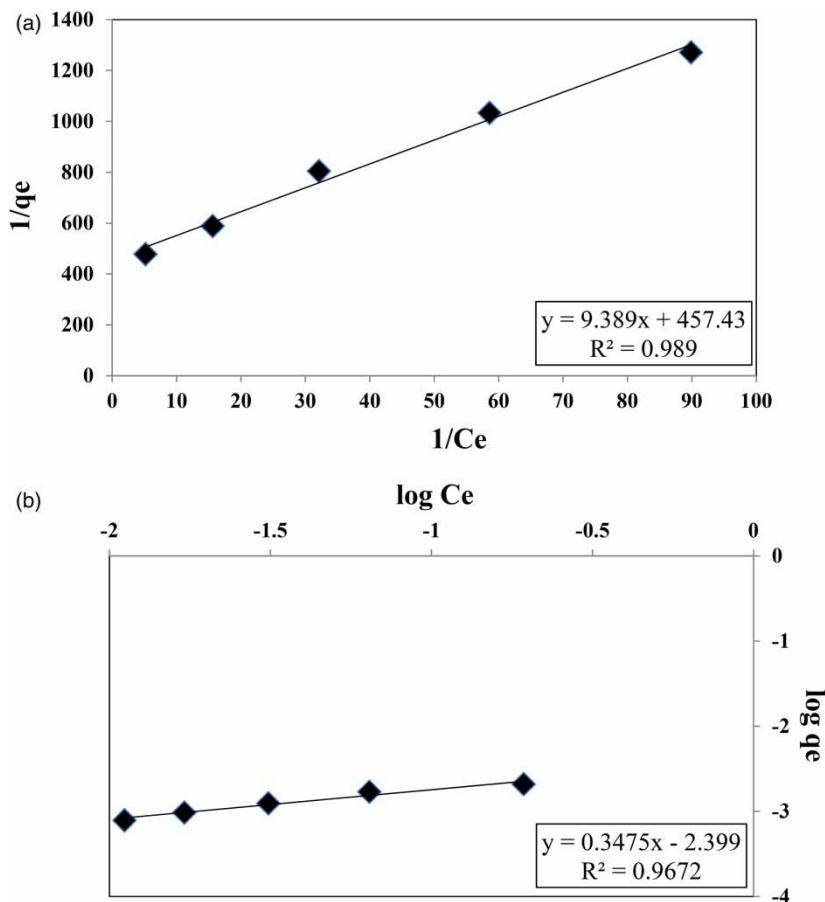 (a)
1400
1200
1000
800
600
400
200
0
1/qe
0 10 20 30 40 50 60 70 80 90 100
1/Ce
y = 9.389x + 457.43
R² = 0.989
(b)
log Ce
-2 -1.5 -1 -0.5 0
0
-1
-2
-3
-4
log qe
y = 0.3475x - 2.399
R² = 0.9672